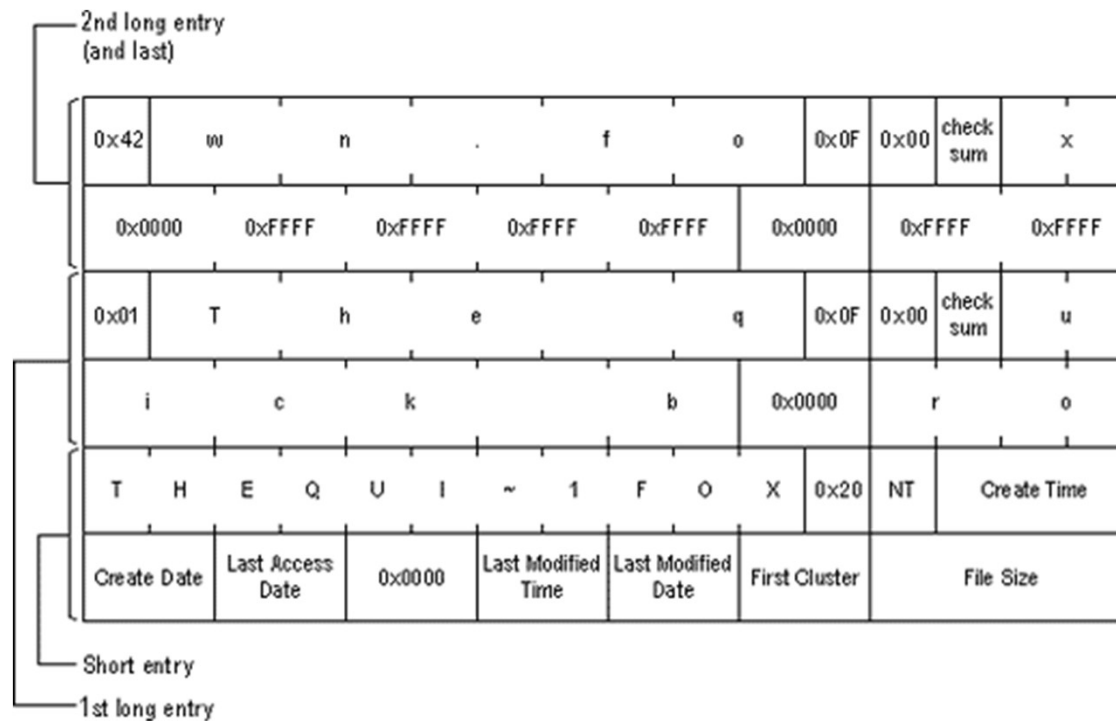 2nd long entry
(and last)
0x42 w n . f o 0x0F 0x00 check sum x
0x0000 0xFFFF 0xFFFF 0xFFFF 0xFFFF 0x0000 0xFFFF 0xFFFF
0x01 T h e q 0x0F 0x00 check sum u
i c k b 0x0000 r o
T H E Q U I ~ 1 F O X 0x20 NT Create Time
Create Date Last Access Date 0x0000 Last Modified Time Last Modified Date First Cluster File Size
Short entry
1st long entry